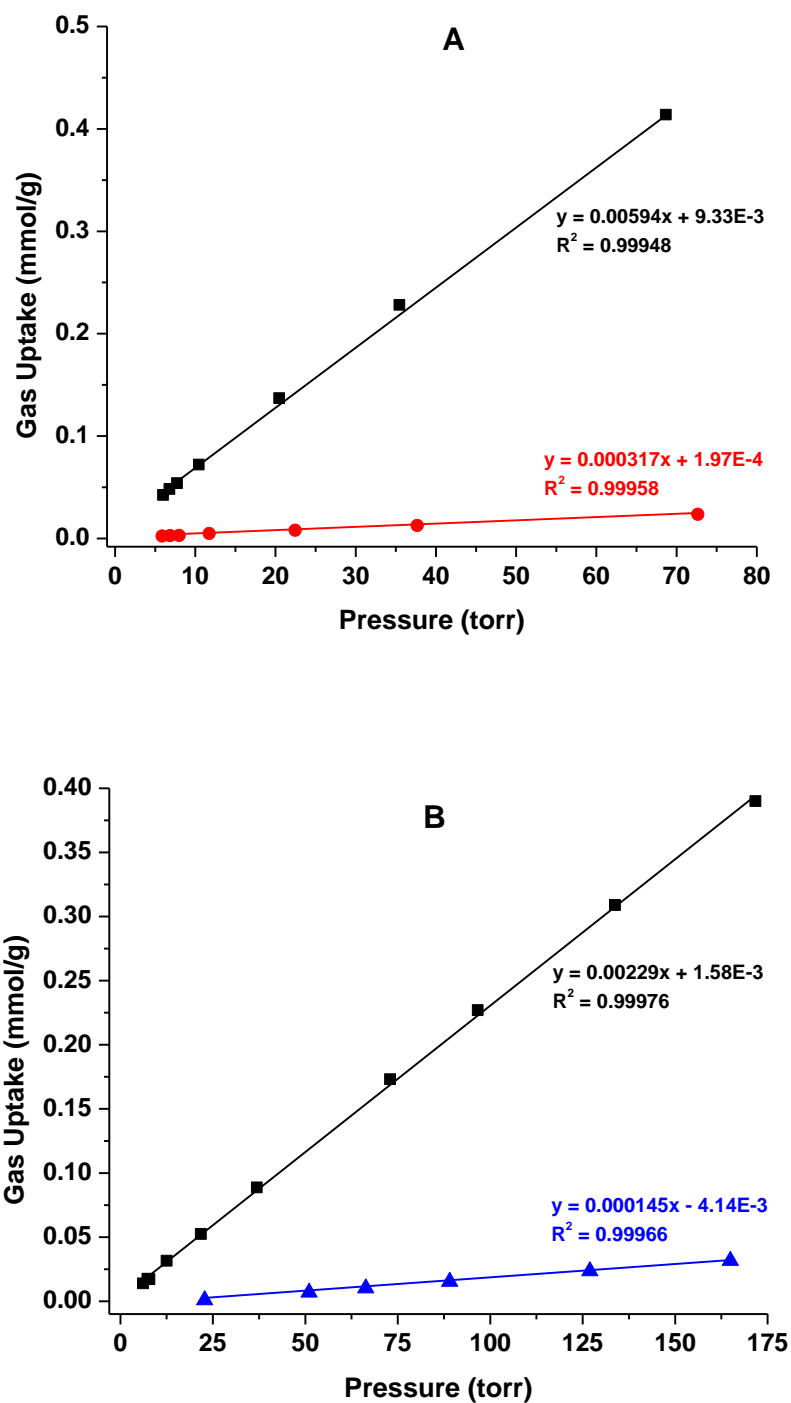 A
0.5
0.4
0.3
0.2
0.1
0.0
Gas Uptake (mmol/g)
y = 0.00594x + 9.33E-3
R² = 0.99948
y = 0.000317x + 1.97E-4
R² = 0.99958
0 10 20 30 40 50 60 70 80
Pressure (torr)
B
0.40
0.35
0.30
0.25
0.20
0.15
0.10
0.05
0.00
Gas Uptake (mmol/g)
y = 0.00229x + 1.58E-3
R² = 0.99976
y = 0.000145x - 4.14E-3
R² = 0.99966
0 25 50 75 100 125 150 175
Pressure (torr)